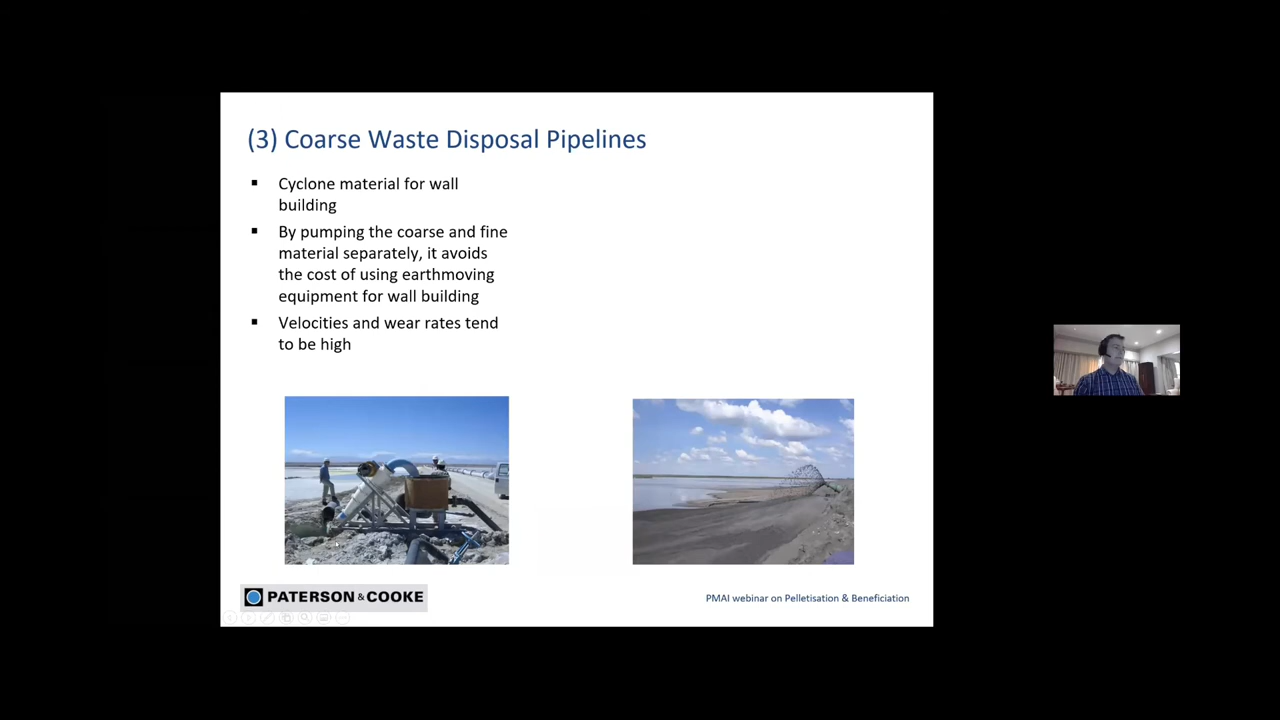 (3) Coarse Waste Disposal Pipelines
Cyclone material for wall
building
By pumping the coarse and fine
material separately, it avoids
the cost of using earthmoving
equipment for wall building
Velocities and wear rates tend
to be high
PATERSON & COOKE
PMAI webinar on Pelletisation & Beneficiation